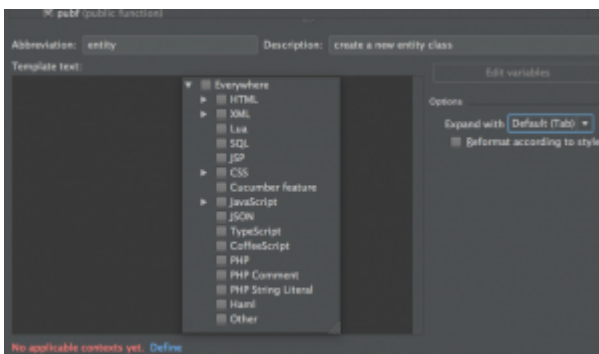 pubf (public function)
Abbreviation: entity Description: create a new entity class
Template text:
Edit variables
Everywhere
HTML
XML
Lua
SQL
JSP
CSS
Cucumber feature
JavaScript
JSON
TypeScript
CoffeeScript
PHP
PHP Comment
PHP String Literal
Haml
Other
Options
Expand with Default (Tab)
Reformat according to style
No applicable contexts yet. Define